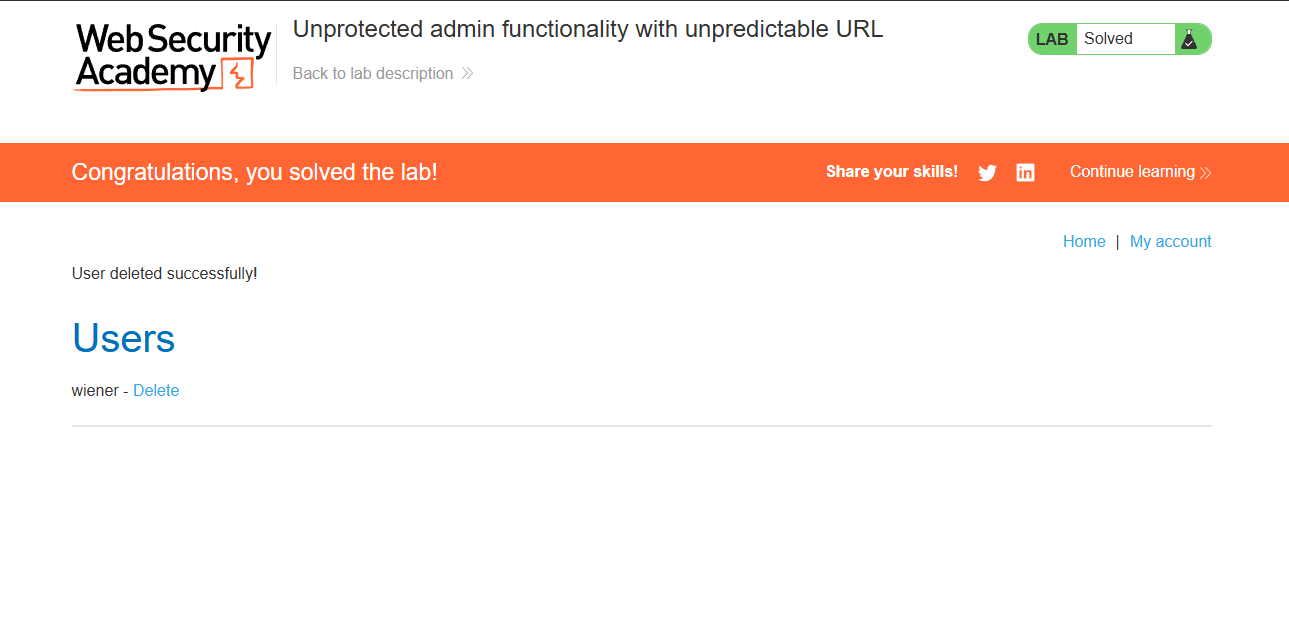 Web Security
Academy
Unprotected admin functionality with unpredictable URL
Back to lab description
LAB Solved
Congratulations, you solved the lab!
Share your skills!
in
Continue learning
Home | My account
User deleted successfully!
Users
wiener - Delete